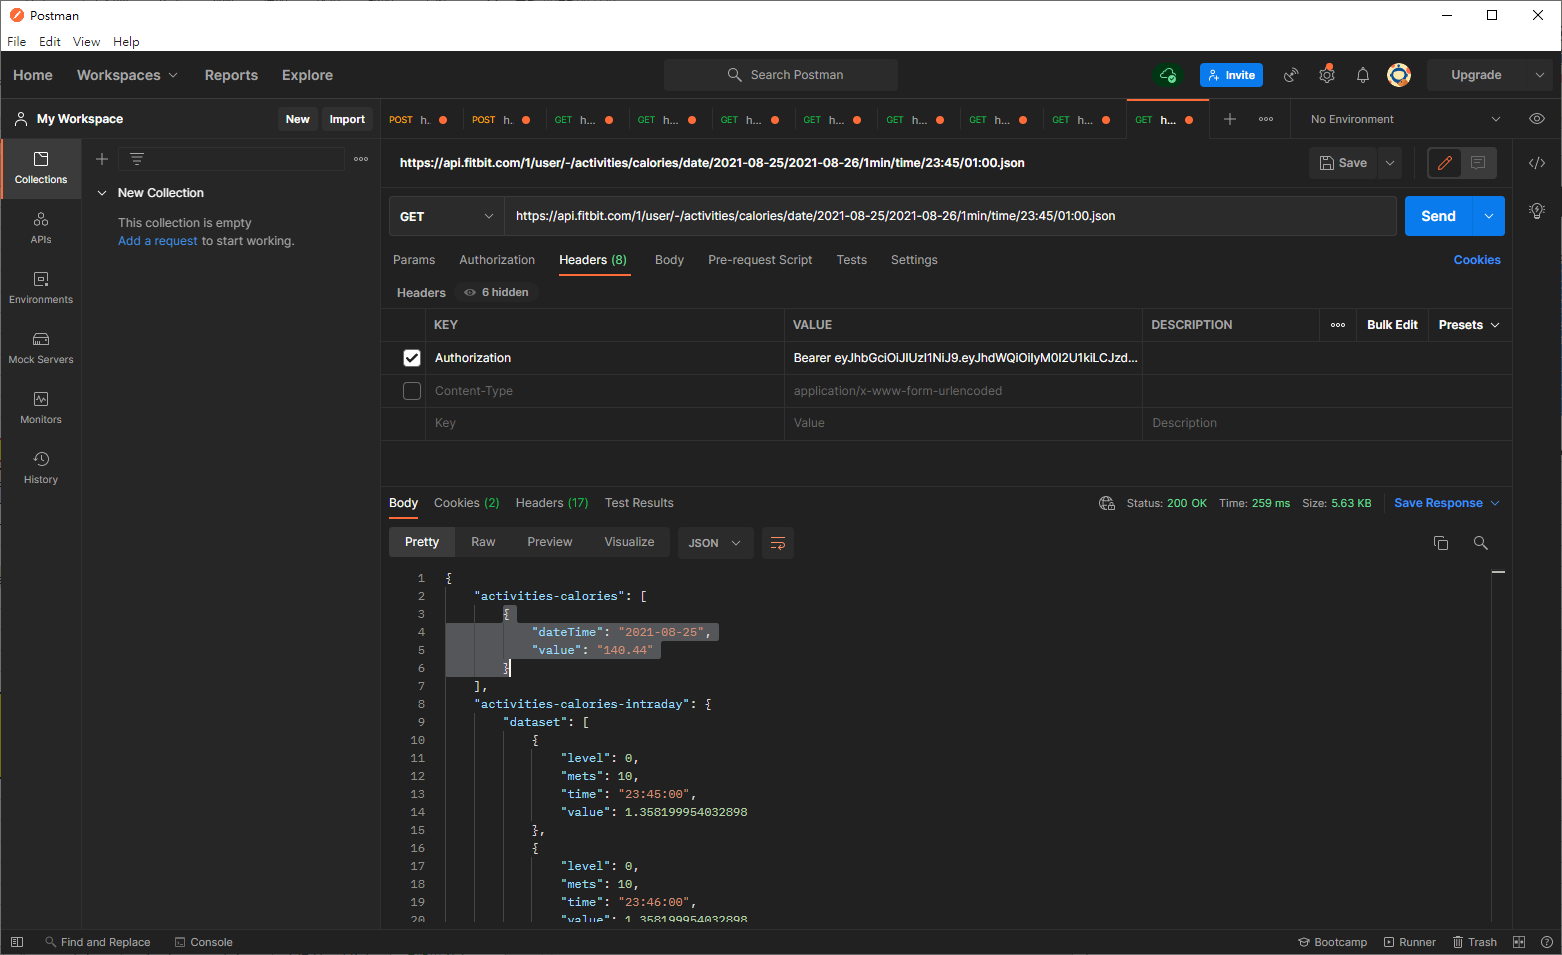 Postman
File Edit View Help
Home Workspaces Reports Explore Search Postman Invite Upgrade
My Workspace New Import POST h. POST h. GET h... GET h... GET h... GET h... GET h... GET h... GET h... GET h... No Environment
Collections
APIs
Environments
Mock Servers
Monitors
History
New Collection
This collection is empty
Add a request to start working.
https://api.fitbit.com/1/user/-/activities/calories/date/2021-08-25/2021-08-26/1min/time/23:45/01:00.json Save
GET https://api.fitbit.com/1/user/-/activities/calories/date/2021-08-25/2021-08-26/1min/time/23:45/01:00.json Send
Params Authorization Headers (8) Body Pre-request Script Tests Settings Cookies
Headers 6 hidden
KEY VALUE DESCRIPTION Bulk Edit Presets
Authorization Bearer eyJhbGciOiJIUzI1NiJ9.eyJhdWQiOiIyM0I2U1kiLCJzd...
Content-Type application/x-www-form-urlencoded
Key Value Description
Body Cookies (2) Headers (17) Test Results Status: 200 OK Time: 259 ms Size: 5.63 KB Save Response
Pretty Raw Preview Visualize JSON
1 {
2 "activities-calories": [
3 {
4 "dateTime": "2021-08-25",
5 "value": "140.44"
6 }
7 ],
8 "activities-calories-intraday": {
9 "dataset": [
10 {
11 "level": 0,
12 "mets": 10,
13 "time": "23:45:00",
14 "value": 1.358199954032898
15 },
16 {
17 "level": 0,
18 "mets": 10,
19 "time": "23:46:00",
20 "value": 1.358199954032898
Find and Replace Console Bootcamp Runner Trash